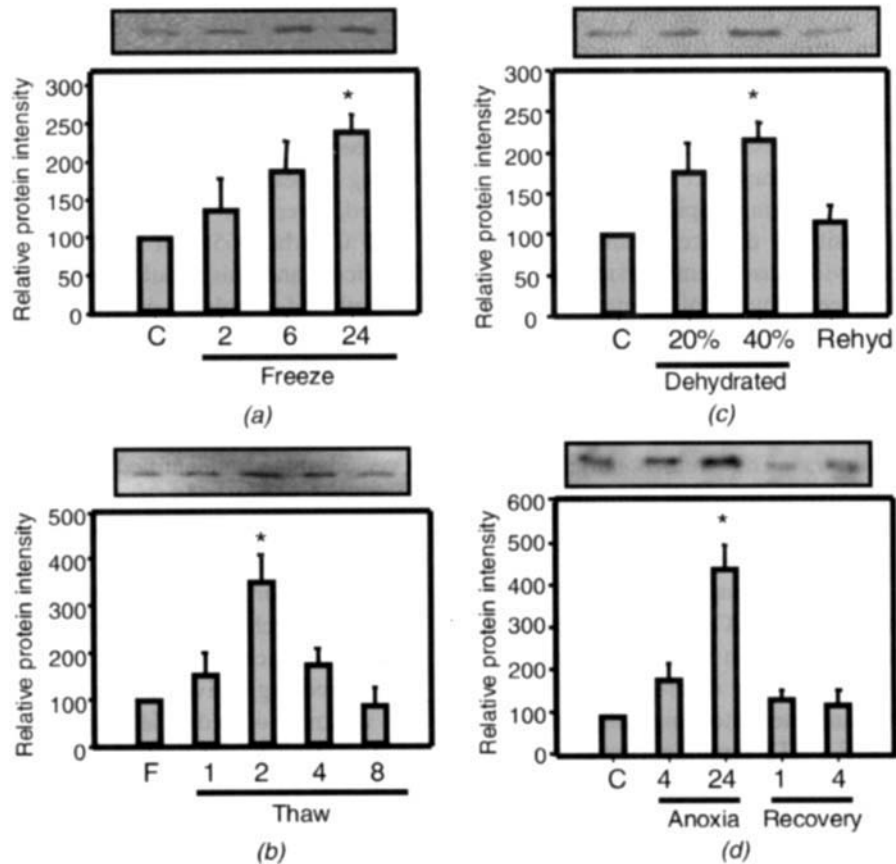 Relative protein intensity
300
250
200
150
100
50
0
C 2 6 24
Freeze
(a)
Relative protein intensity
300
250
200
150
100
50
0
C 20% 40% Rehyd
Dehydrated
(c)
Relative protein intensity
500
400
300
200
100
0
F 1 2 4 8
Thaw
(b)
Relative protein intensity
600
500
400
300
200
100
0
C 4 24 1 4
Anoxia Recovery
(d)
*
*
*
*